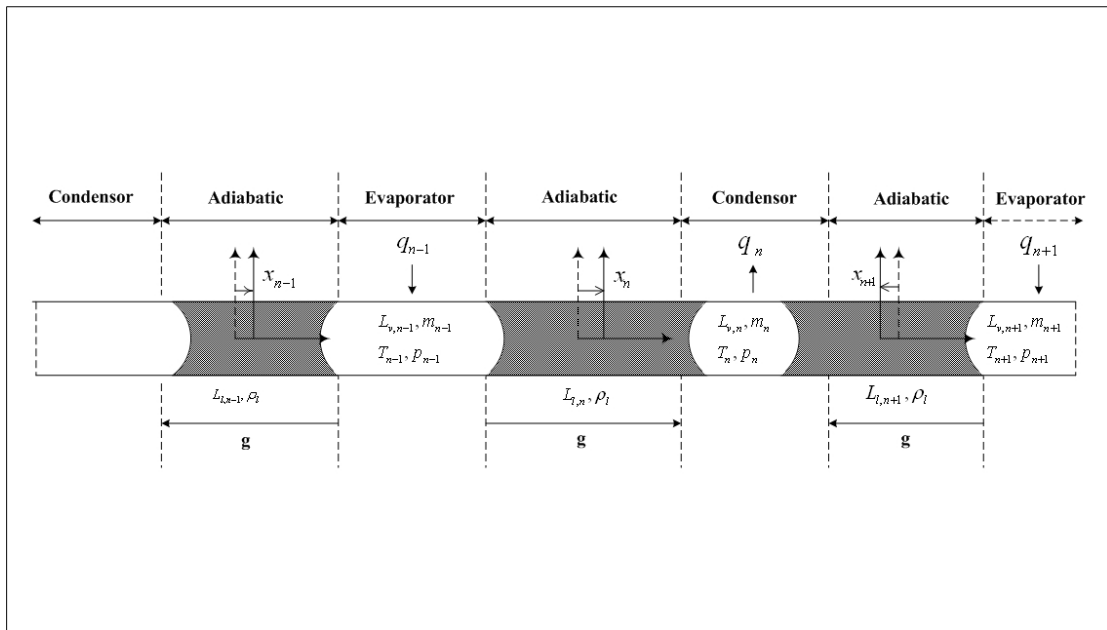 Condensor Adiabatic Evaporator Adiabatic Condensor Adiabatic Evaporator
q_{n-1} q_n q_{n+1}
x_{n-1} x_n x_{n+1}
L_{v,n-1}, m_{n-1} L_{v,n}, m_n L_{v,n+1}, m_{n+1}
T_{n-1}, p_{n-1} T_n, p_n T_{n+1}, p_{n+1}
L_{l,n-1}, ρ_l L_{l,n}, ρ_l L_{l,n+1}, ρ_l
g g g